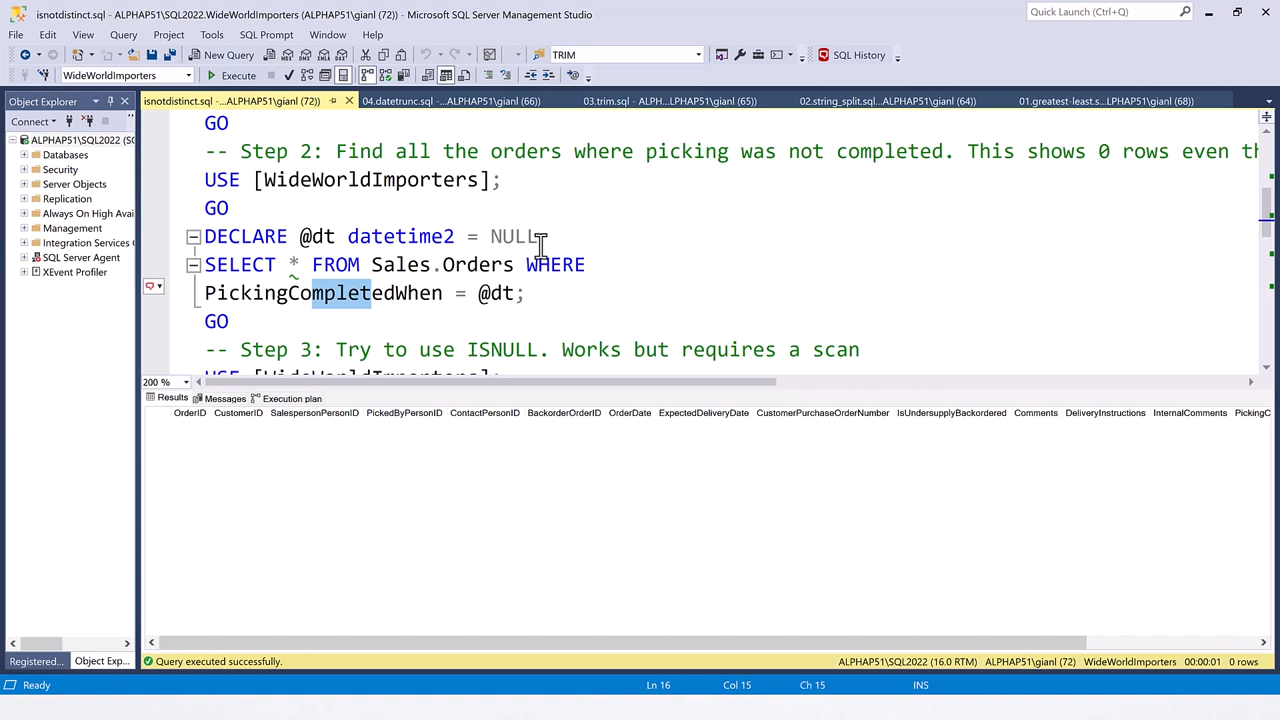 isnotdistinct.sql - ALPHAP51\SQL2022.WideWorldImporters (ALPHAP51\gianl (72)) - Microsoft SQL Server Management Studio
Quick Launch (Ctrl+Q)
File Edit View Query Project Tools SQL Prompt Window Help
New Query TRIM SQL History
WideWorldImporters Execute
Object Explorer
isnotdistinct.sql -...ALPHAP51\gianl (72))
04.datetrunc.sql -...ALPHAP51\gianl (66))
03.trim.sql - ALPH...LPHAP51\gianl (65))
02.string_split.sql...ALPHAP51\gianl (64))
01.greatest-least.s...LPHAP51\gianl (68))
Connect
ALPHAP51\SQL2022 (SQ
Databases
Security
Server Objects
Replication
Always On High Avai
Management
Integration Services C
SQL Server Agent
XEvent Profiler
GO
-- Step 2: Find all the orders where picking was not completed. This shows 0 rows even th
USE [WideWorldImporters];
GO
DECLARE @dt datetime2 = NULL
SELECT * FROM Sales.Orders WHERE
PickingCompletedWhen = @dt;
GO
-- Step 3: Try to use ISNULL. Works but requires a scan
USE [WideWorldImporters];
200 %
Results Messages Execution plan
OrderID CustomerID SalespersonPersonID PickedByPersonID ContactPersonID BackorderOrderID OrderDate ExpectedDeliveryDate CustomerPurchaseOrderNumber IsUndersupplyBackordered Comments DeliveryInstructions InternalComments PickingC
Registered... Object Exp...
Query executed successfully.
ALPHAP51\SQL2022 (16.0 RTM) ALPHAP51\gianl (72) WideWorldImporters 00:00:01 0 rows
Ready Ln 16 Col 15 Ch 15 INS